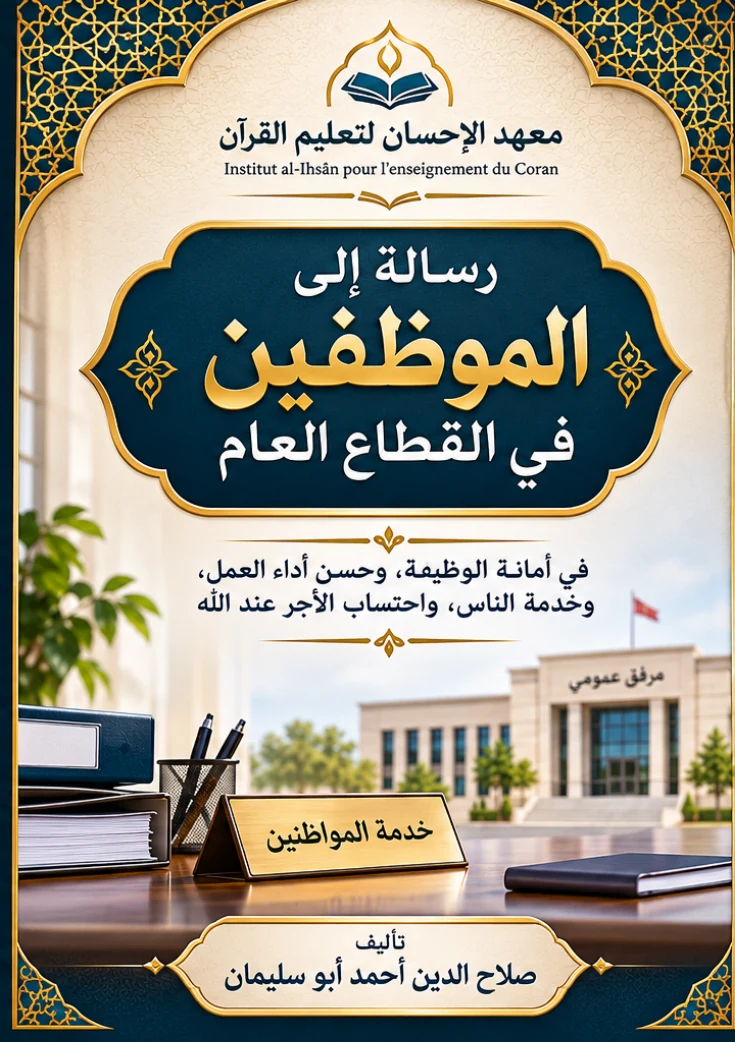 معهد الإحسان لتعليم القرآن
Institut al-Ihsân pour l'enseignement du Coran
رسالة إلى
الموظفين
في القطاع العام
في أمانة الوظيفة، وحسن أداء العمل،
وخدمة الناس، واحتساب الأجر عند الله
مرفق عمومي
خدمة المواطنين
تأليف
صلاح الدين أحمد أبو سليمان